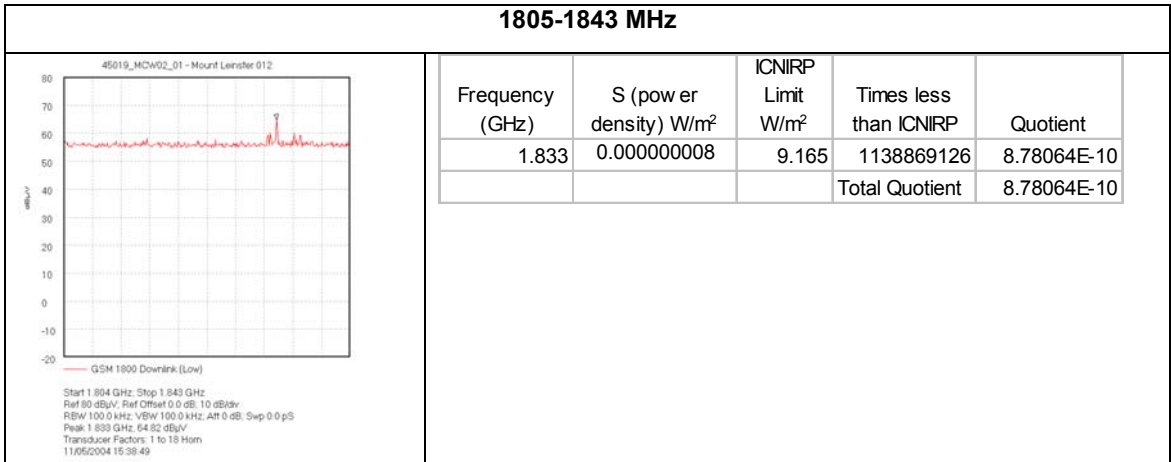 1805-1843 MHz
45019_MCW02_01 - Mount Leinster 012
80
70
60
50
40
30
20
10
0
-10
-20
dBµV
GSM 1800 Downlink (Low)
Start 1.804 GHz; Stop 1.843 GHz
Ref 80 dBµV; Ref Offset 0.0 dB; 10 dB/div
RBW 100.0 kHz; VBW 100.0 kHz; Att 0 dB; Swp 0.0 pS
Peak 1.833 GHz, 64.82 dBµV
Transducer Factors: 1 to 18 Horn
11/05/2004 15:38:49
Frequency (GHz) S (pow er density) W/m² ICNIRP Limit W/m² Times less than ICNIRP Quotient
1.833 0.000000008 9.165 1138869126 8.78064E-10
Total Quotient 8.78064E-10